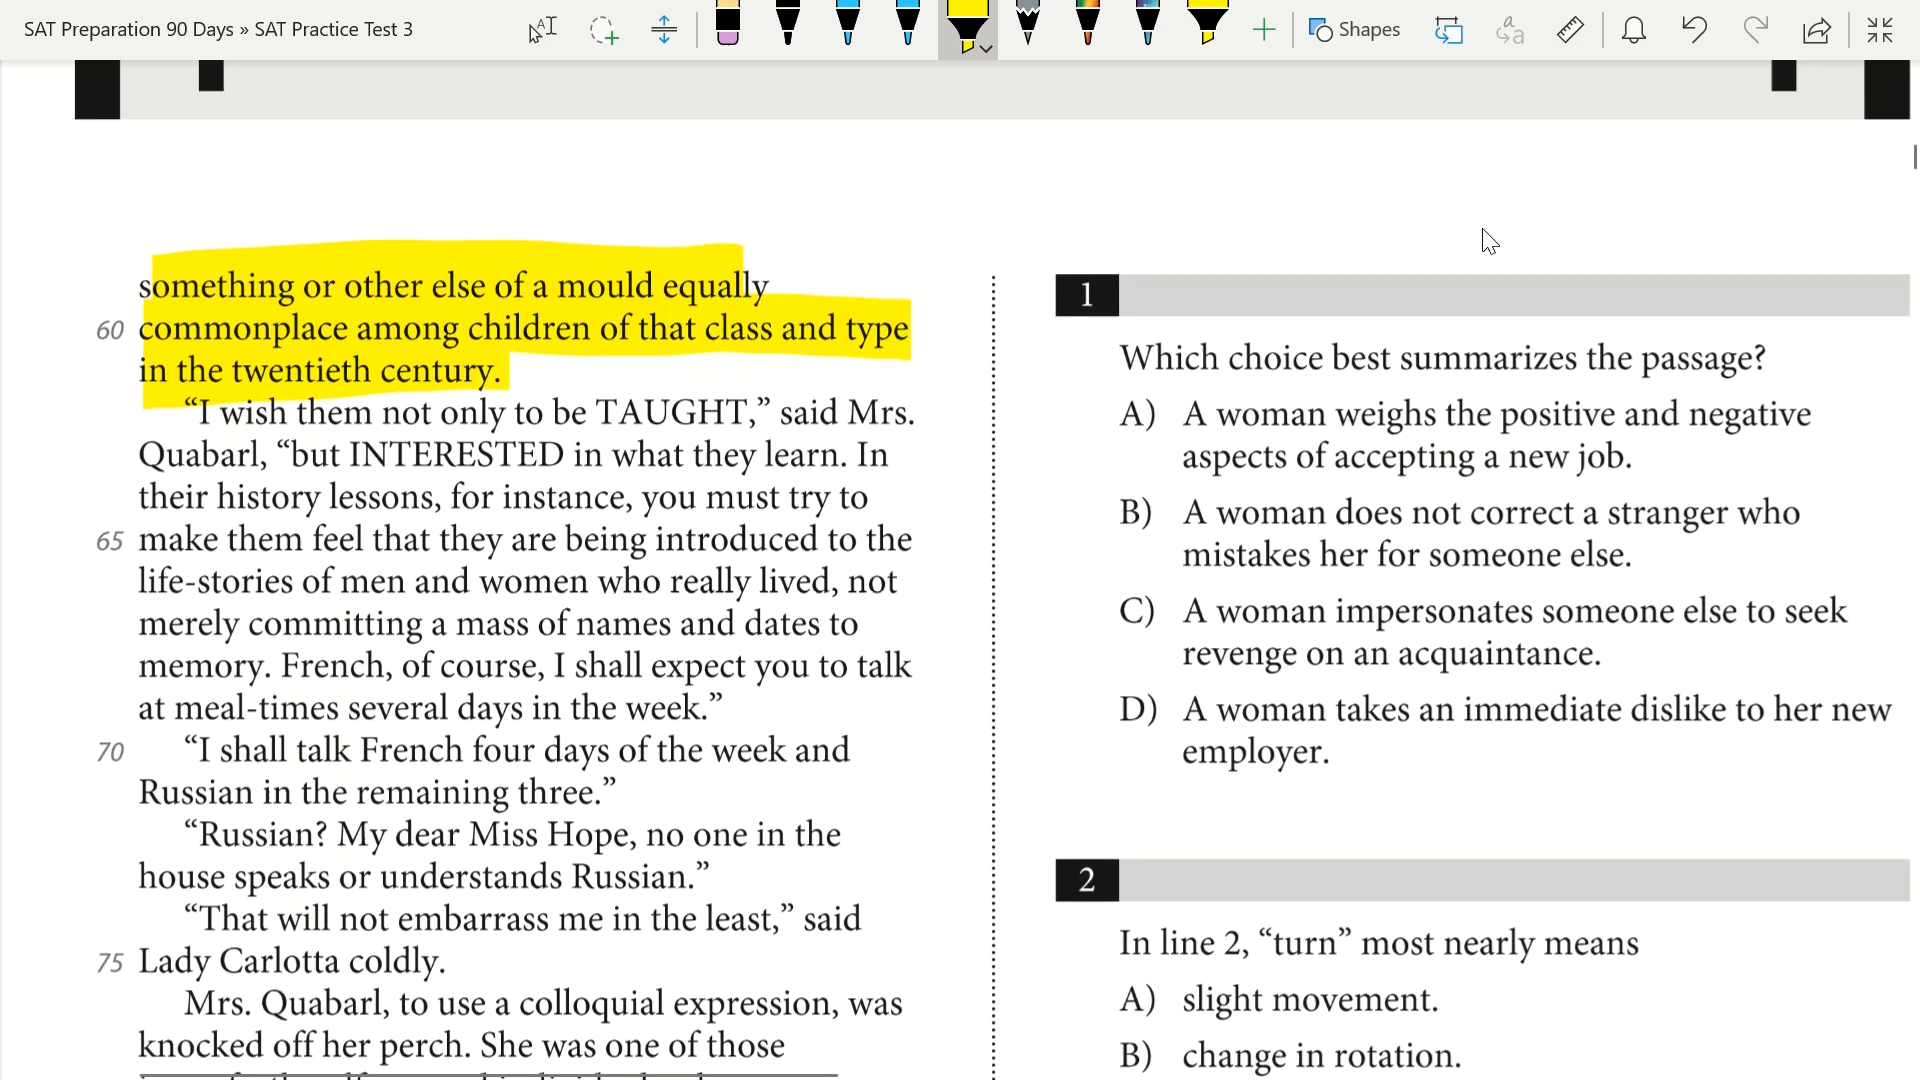 SAT Preparation 90 Days » SAT Practice Test 3
Shapes
something or other else of a mould equally
60 commonplace among children of that class and type
in the twentieth century.
“I wish them not only to be TAUGHT,” said Mrs.
Quabarl, “but INTERESTED in what they learn. In
their history lessons, for instance, you must try to
65 make them feel that they are being introduced to the
life-stories of men and women who really lived, not
merely committing a mass of names and dates to
memory. French, of course, I shall expect you to talk
at meal-times several days in the week.”
70 “I shall talk French four days of the week and
Russian in the remaining three.”
“Russian? My dear Miss Hope, no one in the
house speaks or understands Russian.”
“That will not embarrass me in the least,” said
75 Lady Carlotta coldly.
Mrs. Quabarl, to use a colloquial expression, was
knocked off her perch. She was one of those
1
Which choice best summarizes the passage?
A) A woman weighs the positive and negative
aspects of accepting a new job.
B) A woman does not correct a stranger who
mistakes her for someone else.
C) A woman impersonates someone else to seek
revenge on an acquaintance.
D) A woman takes an immediate dislike to her new
employer.
2
In line 2, “turn” most nearly means
A) slight movement.
B) change in rotation.